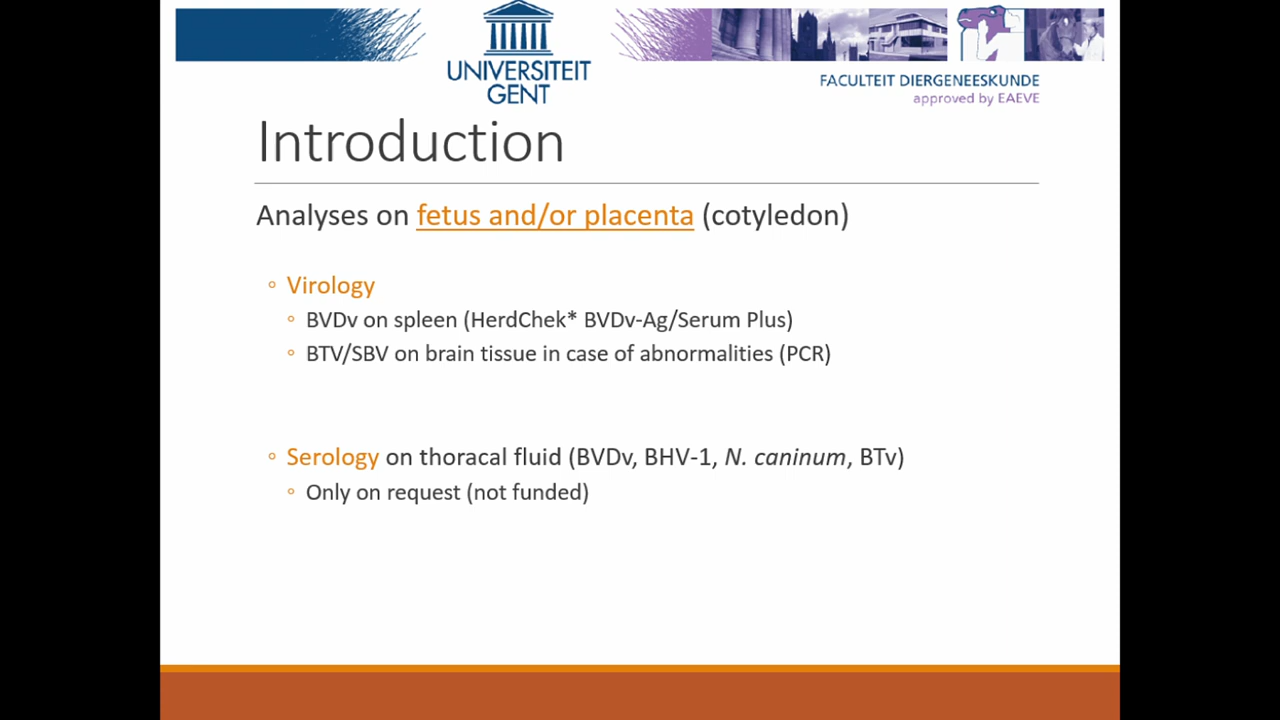 UNIVERSITEIT
GENT
FACULTEIT DIERGENEESKUNDE
approved by EAEVE
Introduction
Analyses on fetus and/or placenta (cotyledon)
◦ Virology
◦ BVDv on spleen (HerdChek* BVDv-Ag/Serum Plus)
◦ BTV/SBV on brain tissue in case of abnormalities (PCR)
◦ Serology on thoracal fluid (BVDv, BHV-1, N. caninum, BTv)
◦ Only on request (not funded)